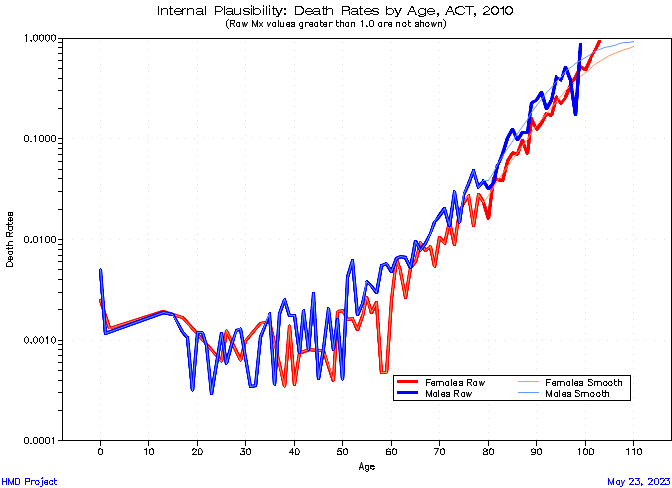 Internal Plausibility: Death Rates by Age, ACT, 2010
(Raw Mx values greater than 1.0 are not shown)
1.0000
0.1000
0.0100
0.0010
0.0001
Death Rates
0 10 20 30 40 50 60 70 80 90 100 110
Age
Females Raw Females Smooth
Males Raw Males Smooth
HMD Project May 23, 2023